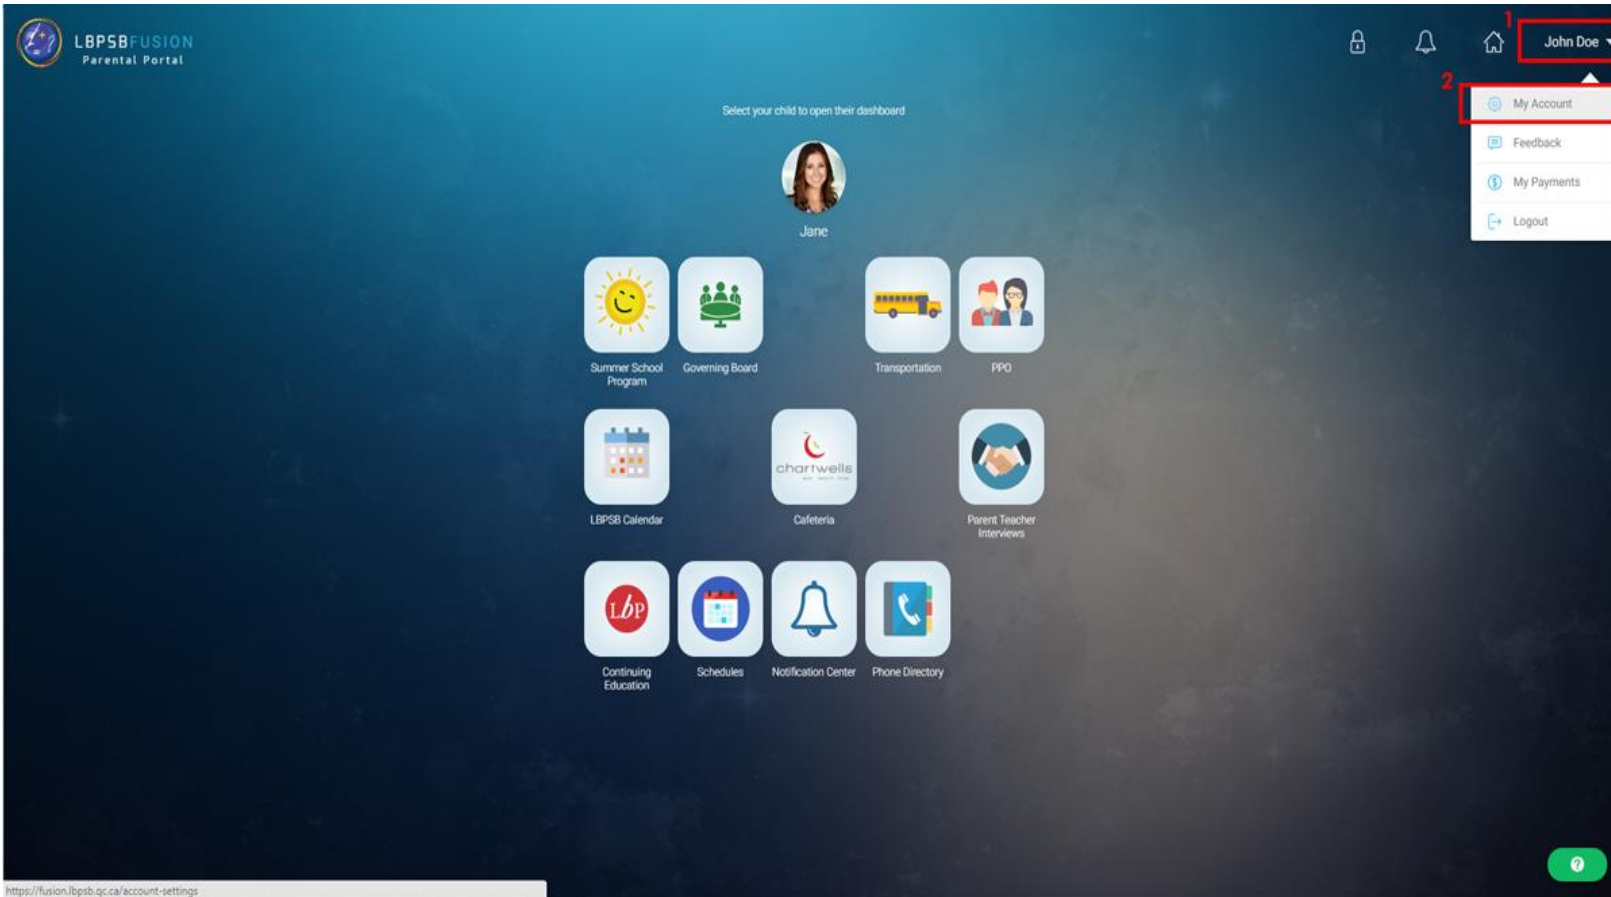 LBPSBFUSION
Parental Portal
1
John Doe
2
My Account
Feedback
My Payments
Logout
Select your child to open their dashboard
Jane
Summer School
Program
Governing Board
Transportation
PPO
chartwells
LBPSB Calendar
Cafeteria
Parent Teacher
Interviews
LbP
Continuing
Education
Schedules
Notification Center
Phone Directory
?
https://fusion.lbpsb.qc.ca/account-settings